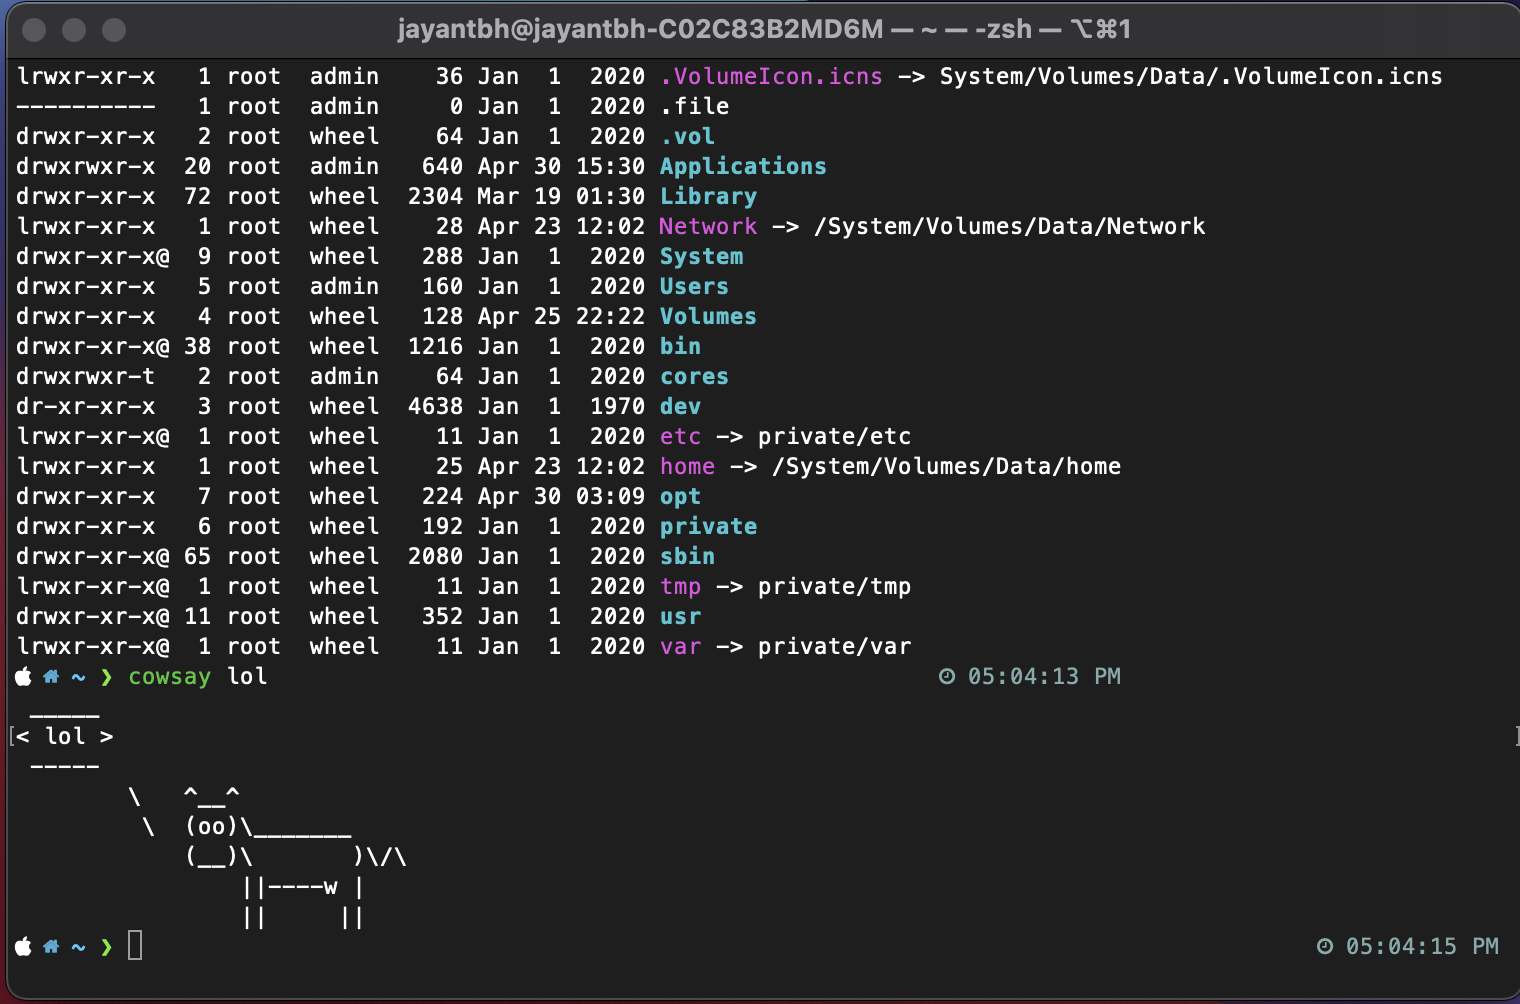 jayantbh@jayantbh-C02C83B2MD6M — ~ — -zsh — ⌥⌘1
lrwxr-xr-x   1 root  admin    36 Jan  1  2020 .VolumeIcon.icns -> System/Volumes/Data/.VolumeIcon.icns
----------   1 root  admin     0 Jan  1  2020 .file
drwxr-xr-x   2 root  wheel    64 Jan  1  2020 .vol
drwxrwxr-x  20 root  admin   640 Apr 30 15:30 Applications
drwxr-xr-x  72 root  wheel  2304 Mar 19 01:30 Library
lrwxr-xr-x   1 root  wheel    28 Apr 23 12:02 Network -> /System/Volumes/Data/Network
drwxr-xr-x@  9 root  wheel   288 Jan  1  2020 System
drwxr-xr-x   5 root  admin   160 Jan  1  2020 Users
drwxr-xr-x   4 root  wheel   128 Apr 25 22:22 Volumes
drwxr-xr-x@ 38 root  wheel  1216 Jan  1  2020 bin
drwxrwxr-t   2 root  admin    64 Jan  1  2020 cores
dr-xr-xr-x   3 root  wheel  4638 Jan  1  1970 dev
lrwxr-xr-x@  1 root  wheel    11 Jan  1  2020 etc -> private/etc
lrwxr-xr-x   1 root  wheel    25 Apr 23 12:02 home -> /System/Volumes/Data/home
drwxr-xr-x   7 root  wheel   224 Apr 30 03:09 opt
drwxr-xr-x   6 root  wheel   192 Jan  1  2020 private
drwxr-xr-x@ 65 root  wheel  2080 Jan  1  2020 sbin
lrwxr-xr-x@  1 root  wheel    11 Jan  1  2020 tmp -> private/tmp
drwxr-xr-x@ 11 root  wheel   352 Jan  1  2020 usr
lrwxr-xr-x@  1 root  wheel    11 Jan  1  2020 var -> private/var
~ ❯ cowsay lol 05:04:13 PM
 _____
[< lol > ]
 -----
        \   ^__^
         \  (oo)\_______
            (__)\       )\/\
                ||----w |
                ||     ||
~ ❯ 05:04:15 PM